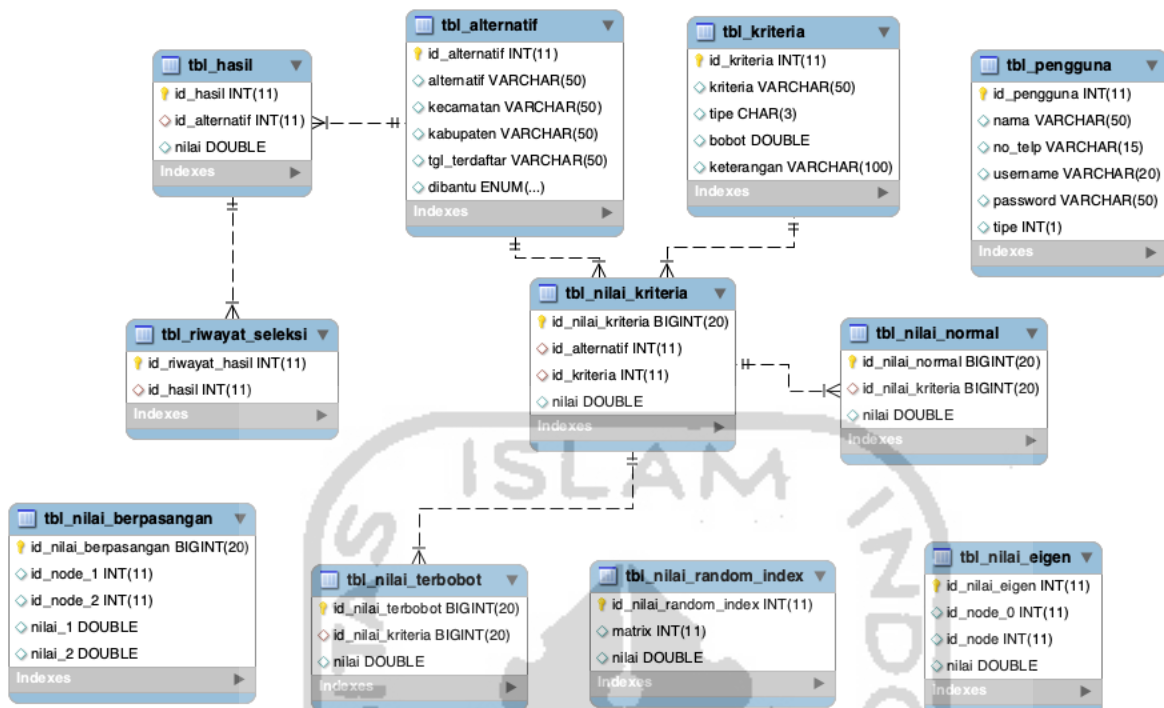 tbl_hasil
id_hasil INT(11)
id_alternatif INT(11)
nilai DOUBLE
Indexes
tbl_alternatif
id_alternatif INT(11)
alternatif VARCHAR(50)
kecamatan VARCHAR(50)
kabupaten VARCHAR(50)
tgl_terdaftar VARCHAR(50)
dibantu ENUM(...)
Indexes
tbl_kriteria
id_kriteria INT(11)
kriteria VARCHAR(50)
tipe CHAR(3)
bobot DOUBLE
keterangan VARCHAR(100)
Indexes
tbl_pengguna
id_pengguna INT(11)
nama VARCHAR(50)
no_telp VARCHAR(15)
username VARCHAR(20)
password VARCHAR(50)
tipe INT(1)
Indexes
tbl_riwayat_seleksi
id_riwayat_hasil INT(11)
id_hasil INT(11)
Indexes
tbl_nilai_kriteria
id_nilai_kriteria BIGINT(20)
id_alternatif INT(11)
id_kriteria INT(11)
nilai DOUBLE
Indexes
tbl_nilai_normal
id_nilai_normal BIGINT(20)
id_nilai_kriteria BIGINT(20)
nilai DOUBLE
Indexes
ISLAM
INDO
tbl_nilai_berpasangan
id_nilai_berpasangan BIGINT(20)
id_node_1 INT(11)
id_node_2 INT(11)
nilai_1 DOUBLE
nilai_2 DOUBLE
Indexes
tbl_nilai_terbobot
id_nilai_terbobot BIGINT(20)
id_nilai_kriteria BIGINT(20)
nilai DOUBLE
Indexes
tbl_nilai_random_index
id_nilai_random_index INT(11)
matrix INT(11)
nilai DOUBLE
Indexes
tbl_nilai_eigen
id_nilai_eigen INT(11)
id_node_0 INT(11)
id_node INT(11)
nilai DOUBLE
Indexes